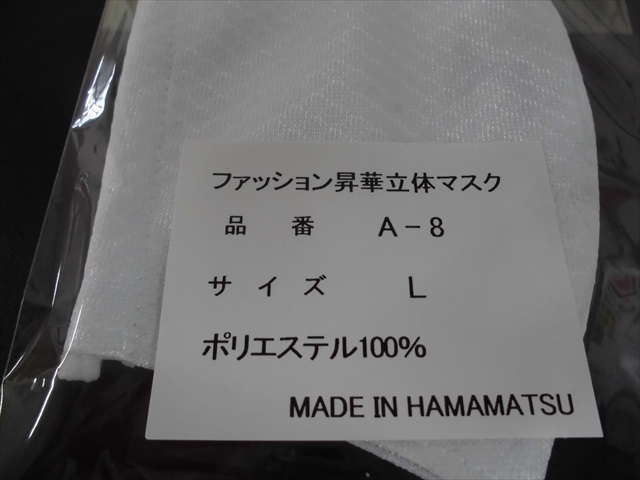 ファッション昇華立体マスク
品番 A-8
サイズ L
ポリエステル100%
MADE IN HAMAMATSU